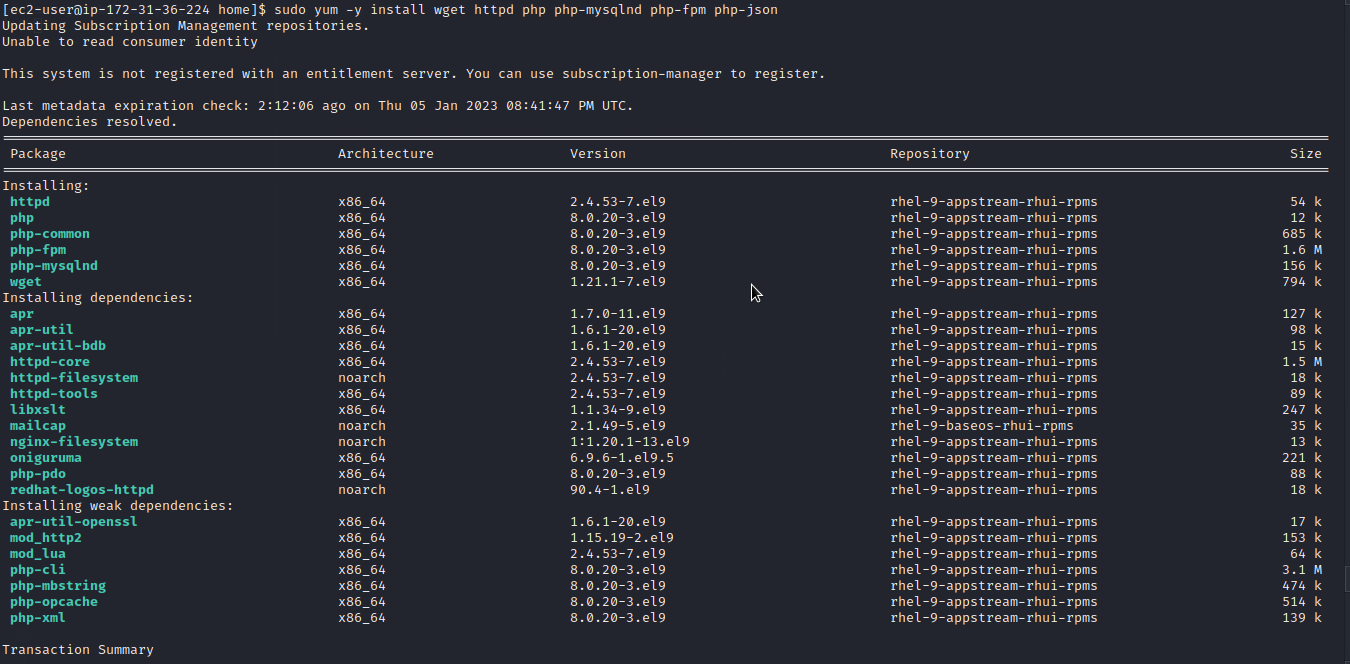 [ec2-user@ip-172-31-36-224 home]$ sudo yum -y install wget httpd php php-mysqlnd php-fpm php-json
Updating Subscription Management repositories.
Unable to read consumer identity
This system is not registered with an entitlement server. You can use subscription-manager to register.
Last metadata expiration check: 2:12:06 ago on Thu 05 Jan 2023 08:41:47 PM UTC.
Dependencies resolved.
Package Architecture Version Repository Size
Installing:
httpd x86_64 2.4.53-7.el9 rhel-9-appstream-rhui-rpms 54 k
php x86_64 8.0.20-3.el9 rhel-9-appstream-rhui-rpms 12 k
php-common x86_64 8.0.20-3.el9 rhel-9-appstream-rhui-rpms 685 k
php-fpm x86_64 8.0.20-3.el9 rhel-9-appstream-rhui-rpms 1.6 M
php-mysqlnd x86_64 8.0.20-3.el9 rhel-9-appstream-rhui-rpms 156 k
wget x86_64 1.21.1-7.el9 rhel-9-appstream-rhui-rpms 794 k
Installing dependencies:
apr x86_64 1.7.0-11.el9 rhel-9-appstream-rhui-rpms 127 k
apr-util x86_64 1.6.1-20.el9 rhel-9-appstream-rhui-rpms 98 k
apr-util-bdb x86_64 1.6.1-20.el9 rhel-9-appstream-rhui-rpms 15 k
httpd-core x86_64 2.4.53-7.el9 rhel-9-appstream-rhui-rpms 1.5 M
httpd-filesystem noarch 2.4.53-7.el9 rhel-9-appstream-rhui-rpms 18 k
httpd-tools x86_64 2.4.53-7.el9 rhel-9-appstream-rhui-rpms 89 k
libxslt x86_64 1.1.34-9.el9 rhel-9-appstream-rhui-rpms 247 k
mailcap noarch 2.1.49-5.el9 rhel-9-baseos-rhui-rpms 35 k
nginx-filesystem noarch 1:1.20.1-13.el9 rhel-9-appstream-rhui-rpms 13 k
oniguruma x86_64 6.9.6-1.el9.5 rhel-9-appstream-rhui-rpms 221 k
php-pdo x86_64 8.0.20-3.el9 rhel-9-appstream-rhui-rpms 88 k
redhat-logos-httpd noarch 90.4-1.el9 rhel-9-appstream-rhui-rpms 18 k
Installing weak dependencies:
apr-util-openssl x86_64 1.6.1-20.el9 rhel-9-appstream-rhui-rpms 17 k
mod_http2 x86_64 1.15.19-2.el9 rhel-9-appstream-rhui-rpms 153 k
mod_lua x86_64 2.4.53-7.el9 rhel-9-appstream-rhui-rpms 64 k
php-cli x86_64 8.0.20-3.el9 rhel-9-appstream-rhui-rpms 3.1 M
php-mbstring x86_64 8.0.20-3.el9 rhel-9-appstream-rhui-rpms 474 k
php-opcache x86_64 8.0.20-3.el9 rhel-9-appstream-rhui-rpms 514 k
php-xml x86_64 8.0.20-3.el9 rhel-9-appstream-rhui-rpms 139 k
Transaction Summary